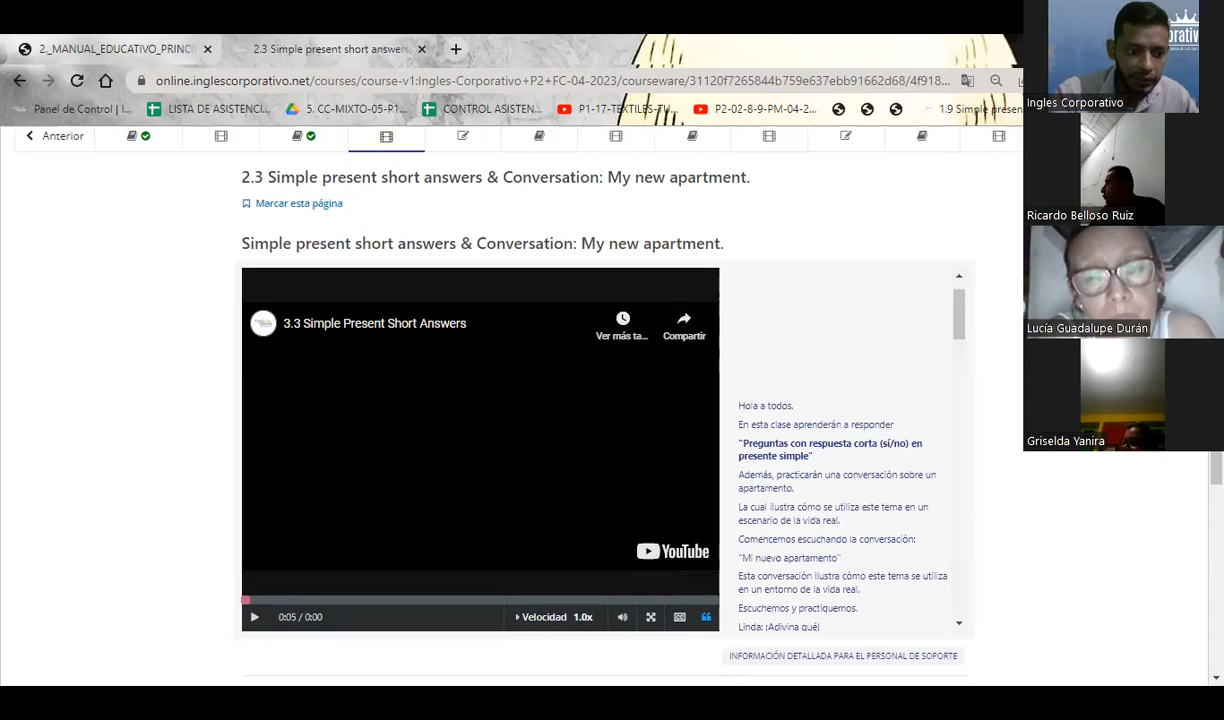 2._MANUAL_EDUCATIVO_PRINC
2.3 Simple present short answers
online.inglescorporativo.net/courses/course-v1:Ingles-Corporativo+P2+FC-04-2023/courseware/31120f7265844b759e637ebb91662d68/4f918...
Panel de Control | I...
LISTA DE ASISTENCI...
5. CC-MIXTO-05-P1...
CONTROL ASISTEN...
P1-17-TEXTILES-TU...
P2-02-8-9-PM-04-2...
1.9 Simple presen
Anterior
2.3 Simple present short answers & Conversation: My new apartment.
Marcar esta página
Simple present short answers & Conversation: My new apartment.
3.3 Simple Present Short Answers
Ver más ta...
Compartir
YouTube
0:05 / 0:00
Velocidad 1.0x
Hola a todos.
En esta clase aprenderán a responder
"Preguntas con respuesta corta (sí/no) en
presente simple"
Además, practicarán una conversación sobre un
apartamento.
La cual ilustra cómo se utiliza este tema en un
escenario de la vida real.
Comencemos escuchando la conversación:
"Mi nuevo apartamento"
Esta conversación ilustra cómo este tema se utiliza
en un entorno de la vida real.
Escuchemos y practiquemos.
Linda: ¡Adivina qué!
INFORMACIÓN DETALLADA PARA EL PERSONAL DE SOPORTE
Ingles Corporativo
Ricardo Belloso Ruiz
Lucía Guadalupe Durán
Griselda Yanira